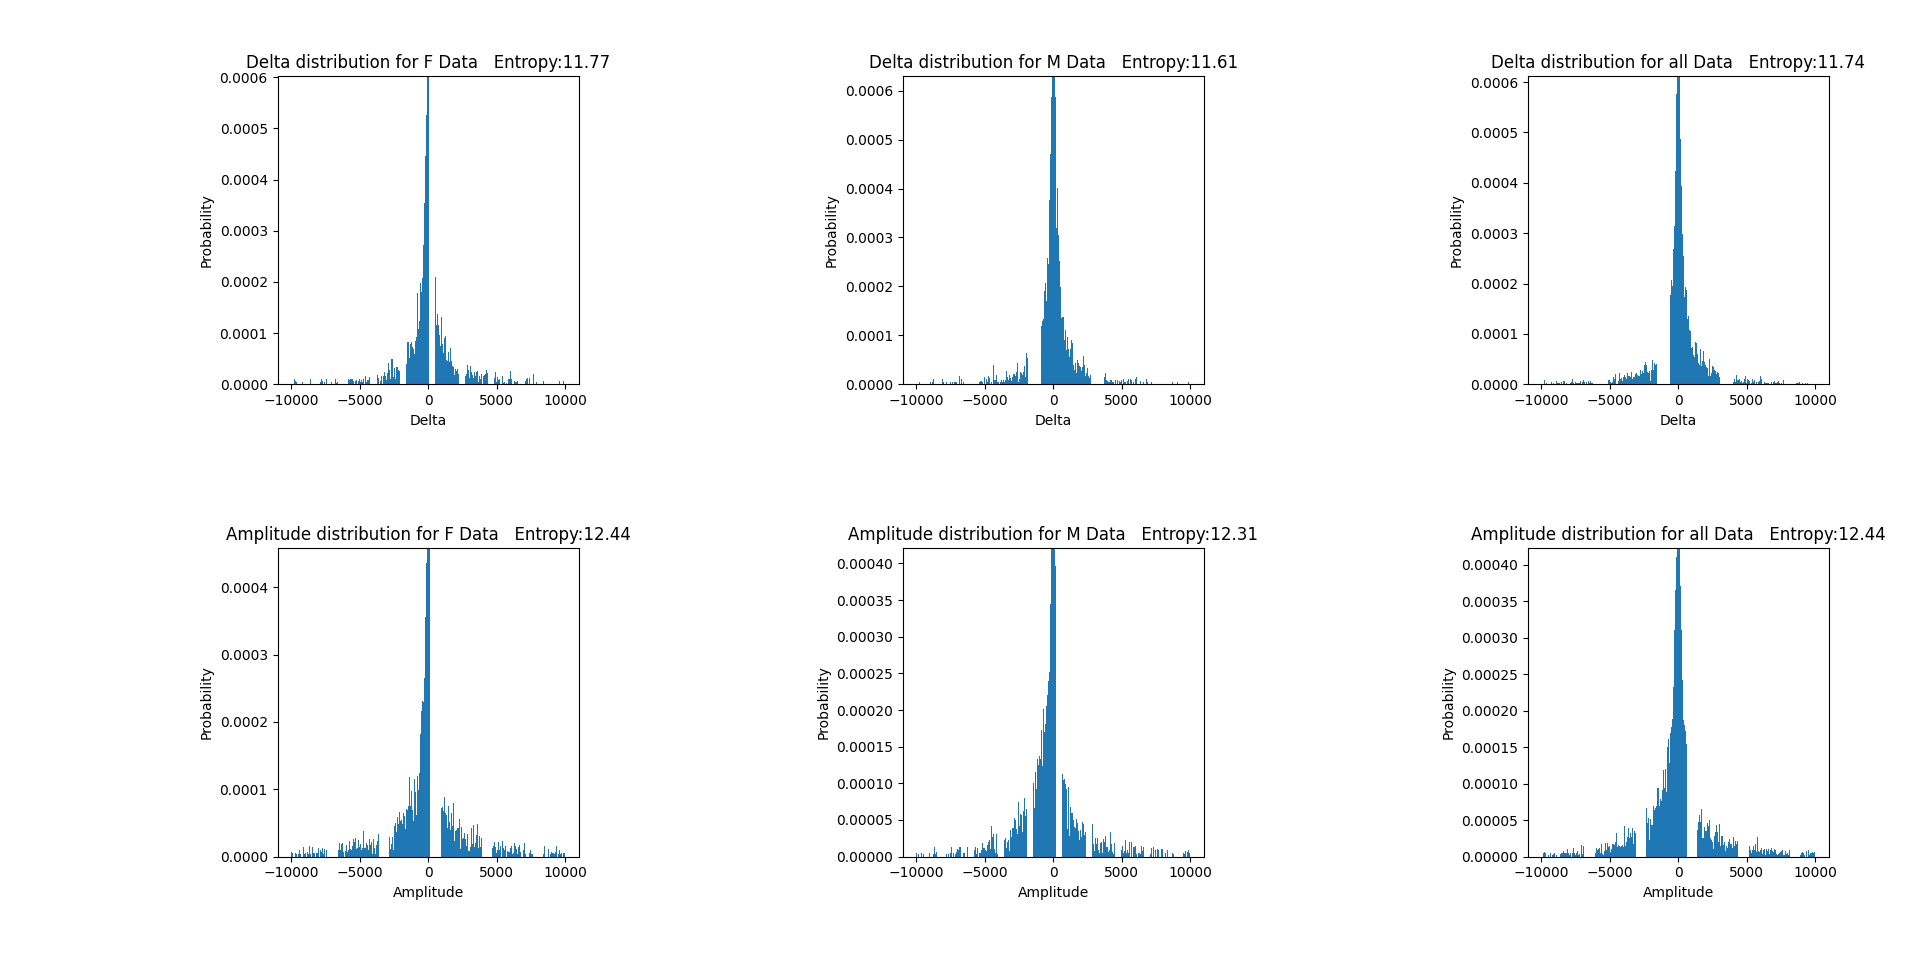 Delta distribution for F Data   Entropy:11.77
0.0006
0.0005
0.0004
0.0003
0.0002
0.0001
0.0000
Probability
−10000 −5000 0 5000 10000
Delta
Delta distribution for M Data   Entropy:11.61
0.0006
0.0005
0.0004
0.0003
0.0002
0.0001
0.0000
Probability
−10000 −5000 0 5000 10000
Delta
Delta distribution for all Data   Entropy:11.74
0.0006
0.0005
0.0004
0.0003
0.0002
0.0001
0.0000
Probability
−10000 −5000 0 5000 10000
Delta
Amplitude distribution for F Data   Entropy:12.44
0.0004
0.0003
0.0002
0.0001
0.0000
Probability
−10000 −5000 0 5000 10000
Amplitude
Amplitude distribution for M Data   Entropy:12.31
0.00040
0.00035
0.00030
0.00025
0.00020
0.00015
0.00010
0.00005
0.00000
Probability
−10000 −5000 0 5000 10000
Amplitude
Amplitude distribution for all Data   Entropy:12.44
0.00040
0.00035
0.00030
0.00025
0.00020
0.00015
0.00010
0.00005
0.00000
Probability
−10000 −5000 0 5000 10000
Amplitude